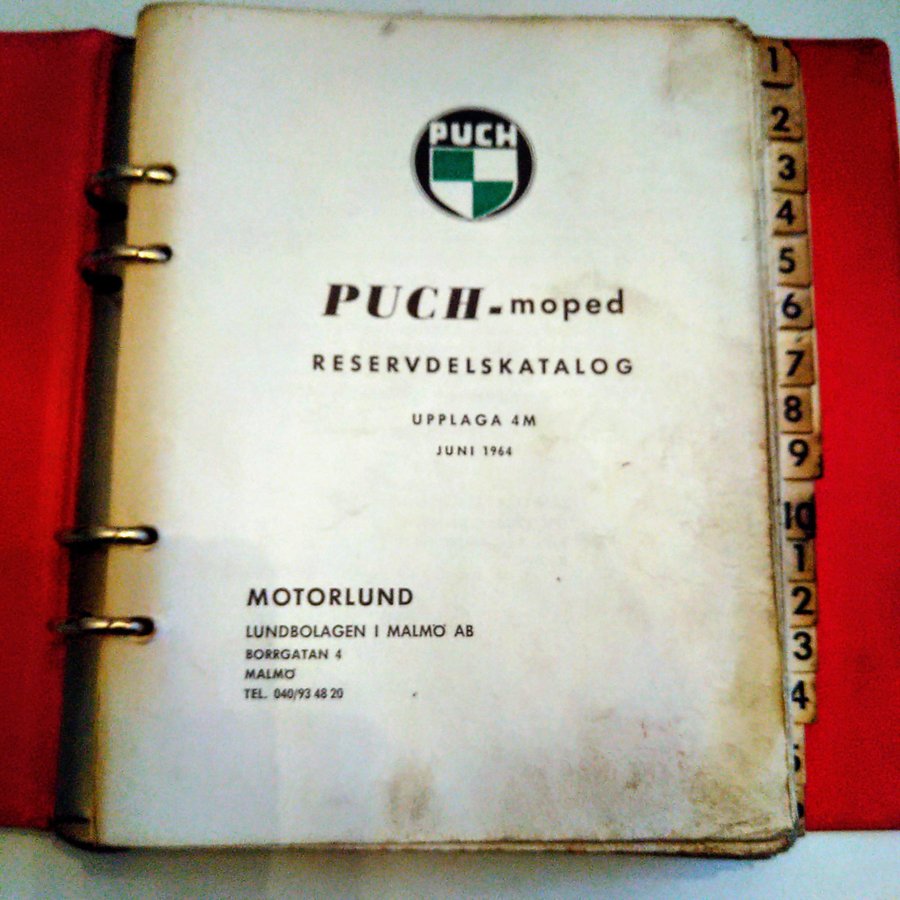 PUCH
PUCH-moped
RESERVDELSKATALOG
UPPLAGA 4M
JUNI 1964
MOTORLUND
LUNDBOLAGEN I MALMÖ AB
BORRGATAN 4
MALMÖ
TEL. 040/93 48 20
1
2
3
4
5
6
7
8
9
10
1
2
3
4